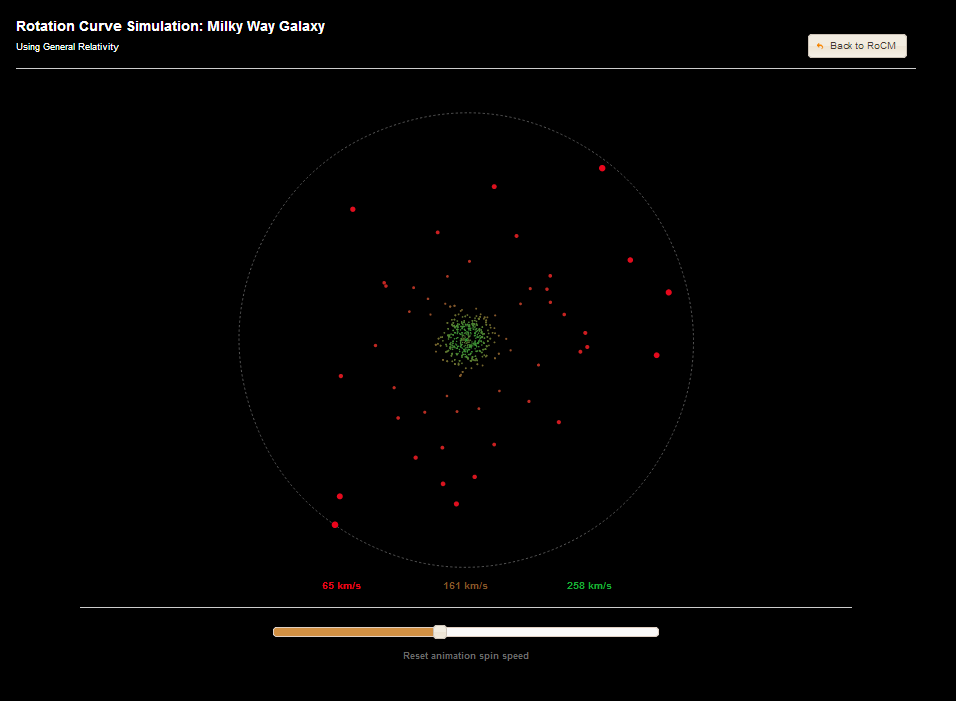 Rotation Curve Simulation: Milky Way Galaxy
Using General Relativity
Back to RoCM
65 km/s 161 km/s 258 km/s
Reset animation spin speed